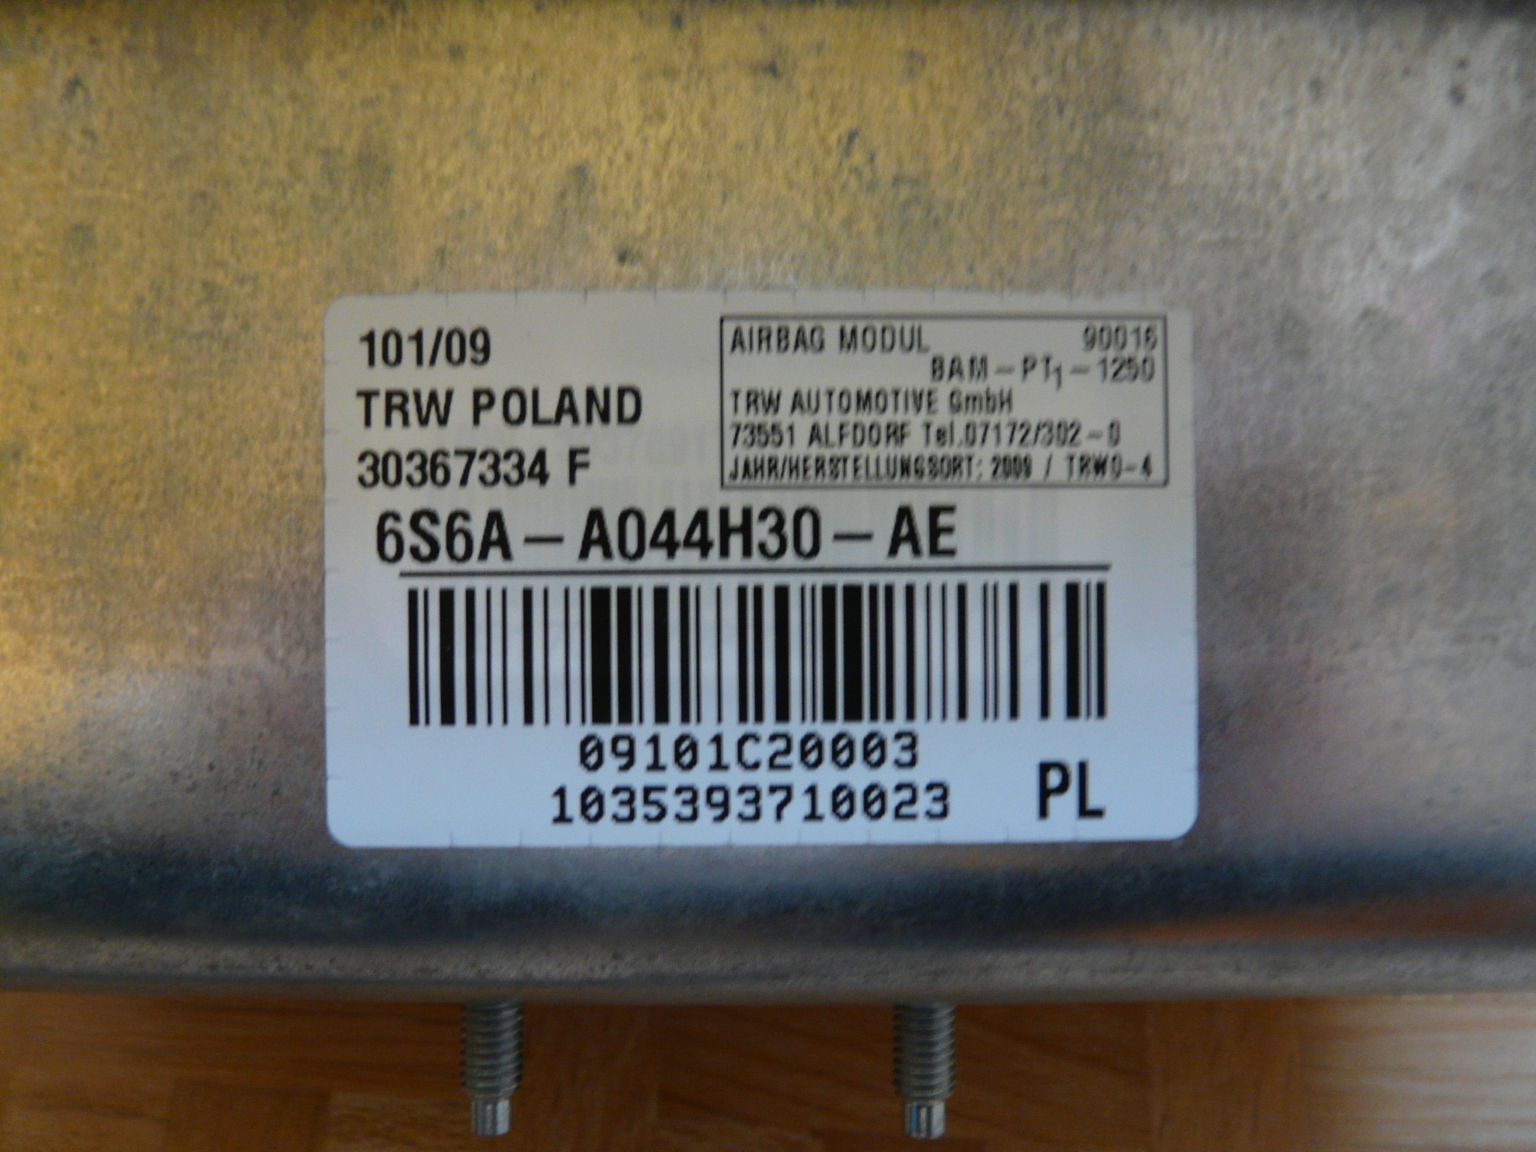 101/09
TRW POLAND
30367334 F
AIRBAG MODUL 90016
BAM-PT1-1250
TRW AUTOMOTIVE GmbH
73551 ALFDORF Tel.07172/302-0
JAHR/HERSTELLUNGSORT: 2009 / TRWO-4
6S6A-A044H30-AE
09101C20003
1035393710023
PL